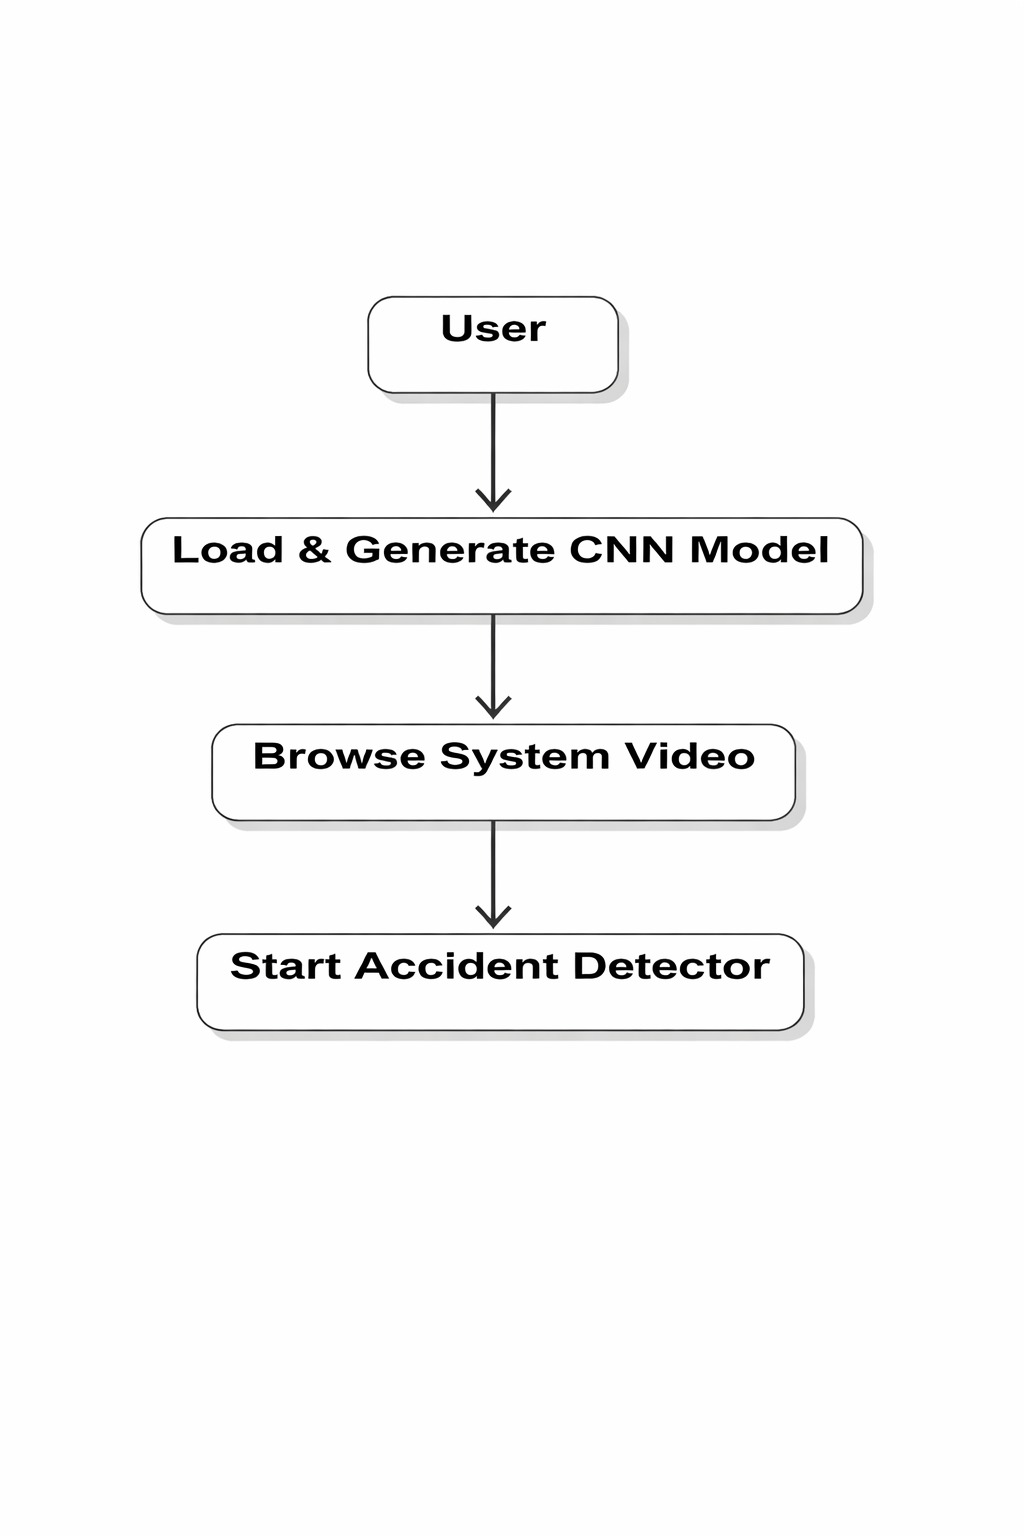 User
Load & Generate CNN Model
Browse System Video
Start Accident Detector